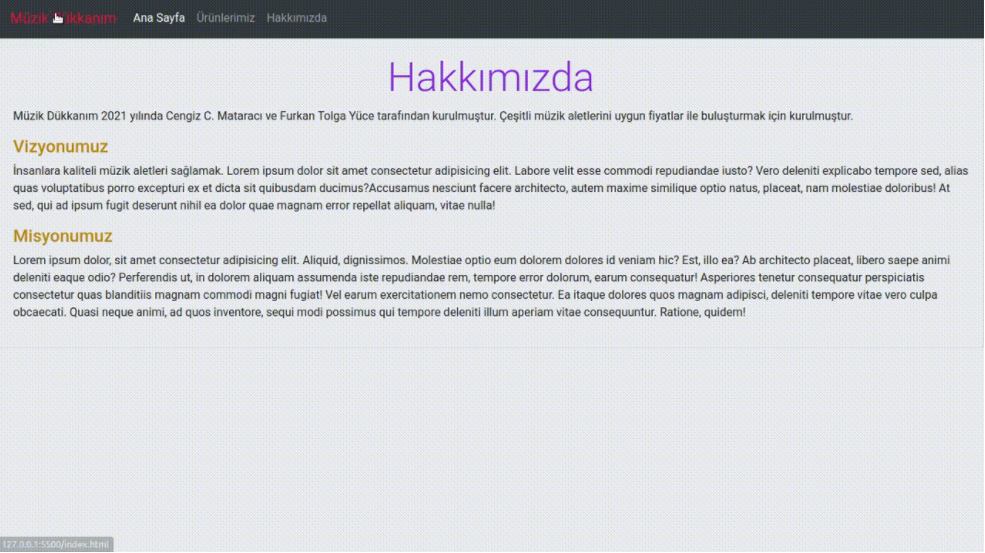 Müzik Dükkanım Ana Sayfa Ürünlerimiz Hakkımızda
Hakkımızda
Müzik Dükkanım 2021 yılında Cengiz C. Mataracı ve Furkan Tolga Yüce tarafından kurulmuştur. Çeşitli müzik aletlerini uygun fiyatlar ile buluşturmak için kurulmuştur.
Vizyonumuz
İnsanlara kaliteli müzik aletleri sağlamak. Lorem ipsum dolor sit amet consectetur adipisicing elit. Labore velit esse commodi repudiandae iusto? Vero deleniti explicabo tempore sed, alias
quas voluptatibus porro excepturi ex et dicta sit quibusdam ducimus?Accusamus nesciunt facere architecto, autem maxime similique optio natus, placeat, nam molestiae doloribus! At
sed, qui ad ipsum fugit deserunt nihil ea dolor quae magnam error repellat aliquam, vitae nulla!
Misyonumuz
Lorem ipsum dolor, sit amet consectetur adipisicing elit. Aliquid, dignissimos. Molestiae optio eum dolorem dolores id veniam hic? Est, illo ea? Ab architecto placeat, libero saepe animi
deleniti eaque odio? Perferendis ut, in dolorem aliquam assumenda iste repudiandae rem, tempore error dolorum, earum consequatur! Asperiores tenetur consequatur perspiciatis
consectetur quas blanditiis magnam commodi magni fugiat! Vel earum exercitationem nemo consectetur. Ea itaque dolores quos magnam adipisci, deleniti tempore vitae vero culpa
obcaecati. Quasi neque animi, ad quos inventore, sequi modi possimus qui tempore deleniti illum aperiam vitae consequuntur. Ratione, quidem!
127.0.0.1:5500/index.html